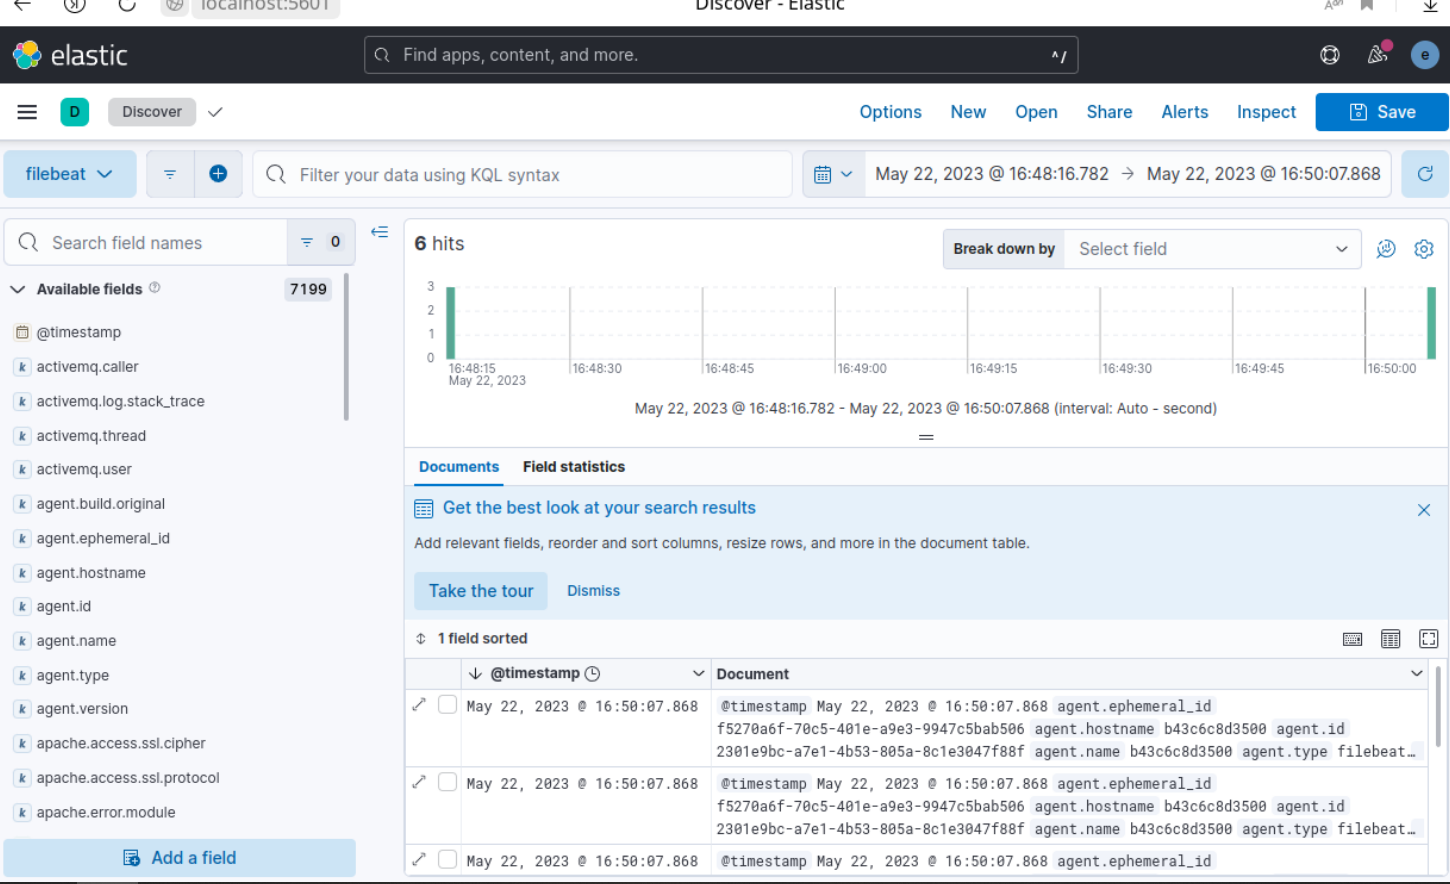 localhost:5601
Discover - Elastic
elastic
Find apps, content, and more.
^/
e
D
Discover
Options
New
Open
Share
Alerts
Inspect
Save
filebeat
Filter your data using KQL syntax
May 22, 2023 @ 16:48:16.782 → May 22, 2023 @ 16:50:07.868
Search field names
0
Available fields
7199
@timestamp
k activemq.caller
k activemq.log.stack_trace
k activemq.thread
k activemq.user
k agent.build.original
k agent.ephemeral_id
k agent.hostname
k agent.id
k agent.name
k agent.type
k agent.version
k apache.access.ssl.cipher
k apache.access.ssl.protocol
k apache.error.module
Add a field
6 hits
Break down by
Select field
3
2
1
0
16:48:15
May 22, 2023
16:48:30
16:48:45
16:49:00
16:49:15
16:49:30
16:49:45
16:50:00
May 22, 2023 @ 16:48:16.782 - May 22, 2023 @ 16:50:07.868 (interval: Auto - second)
Documents
Field statistics
Get the best look at your search results
Add relevant fields, reorder and sort columns, resize rows, and more in the document table.
Take the tour
Dismiss
1 field sorted
@timestamp
Document
May 22, 2023 @ 16:50:07.868
@timestamp May 22, 2023 @ 16:50:07.868 agent.ephemeral_id
f5270a6f-70c5-401e-a9e3-9947c5bab506 agent.hostname b43c6c8d3500 agent.id
2301e9bc-a7e1-4b53-805a-8c1e3047f88f agent.name b43c6c8d3500 agent.type filebeat…
May 22, 2023 @ 16:50:07.868
@timestamp May 22, 2023 @ 16:50:07.868 agent.ephemeral_id
f5270a6f-70c5-401e-a9e3-9947c5bab506 agent.hostname b43c6c8d3500 agent.id
2301e9bc-a7e1-4b53-805a-8c1e3047f88f agent.name b43c6c8d3500 agent.type filebeat…
May 22, 2023 @ 16:50:07.868
@timestamp May 22, 2023 @ 16:50:07.868 agent.ephemeral_id